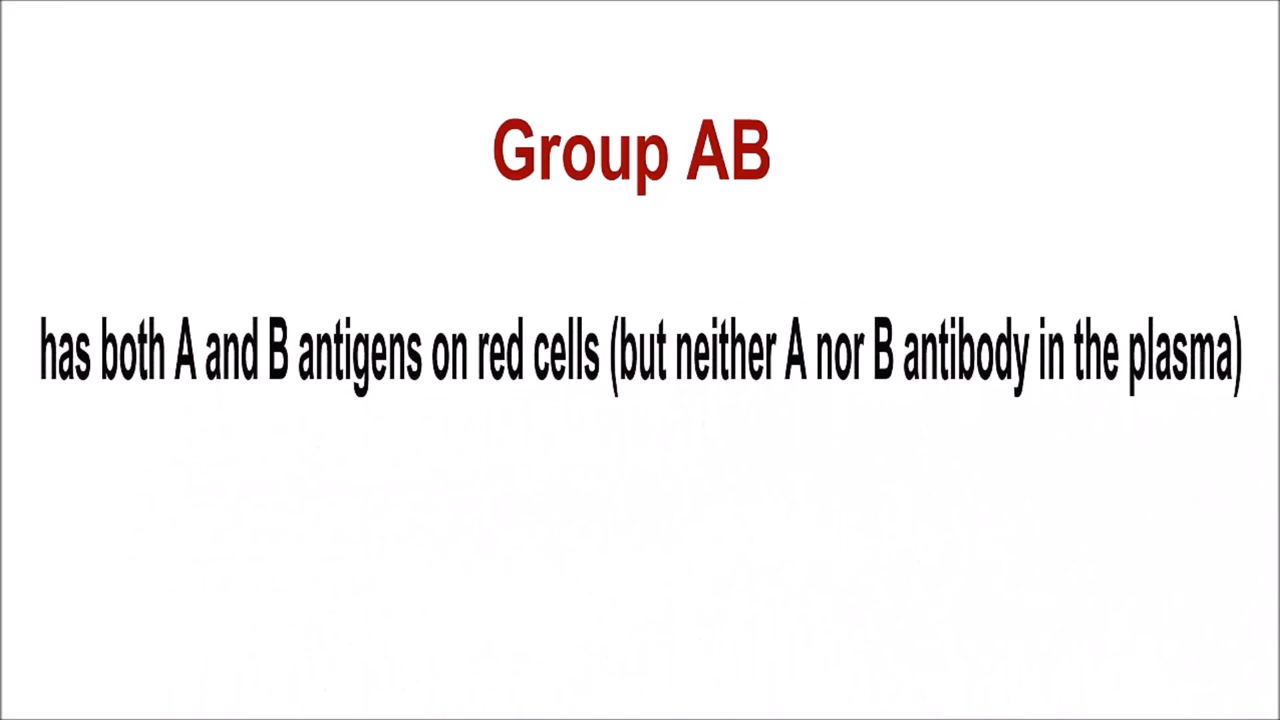 Group AB
has both A and B antigens on red cells (but neither A nor B antibody in the plasma)